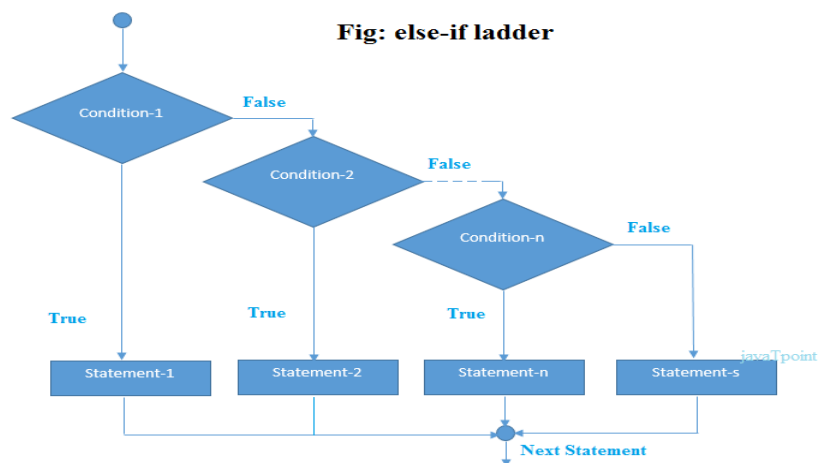 Fig: else-if ladder
Condition-1
False
Condition-2
False
Condition-n
False
True
True
True
Statement-1
Statement-2
Statement-n
Statement-s
javaTpoint
Next Statement